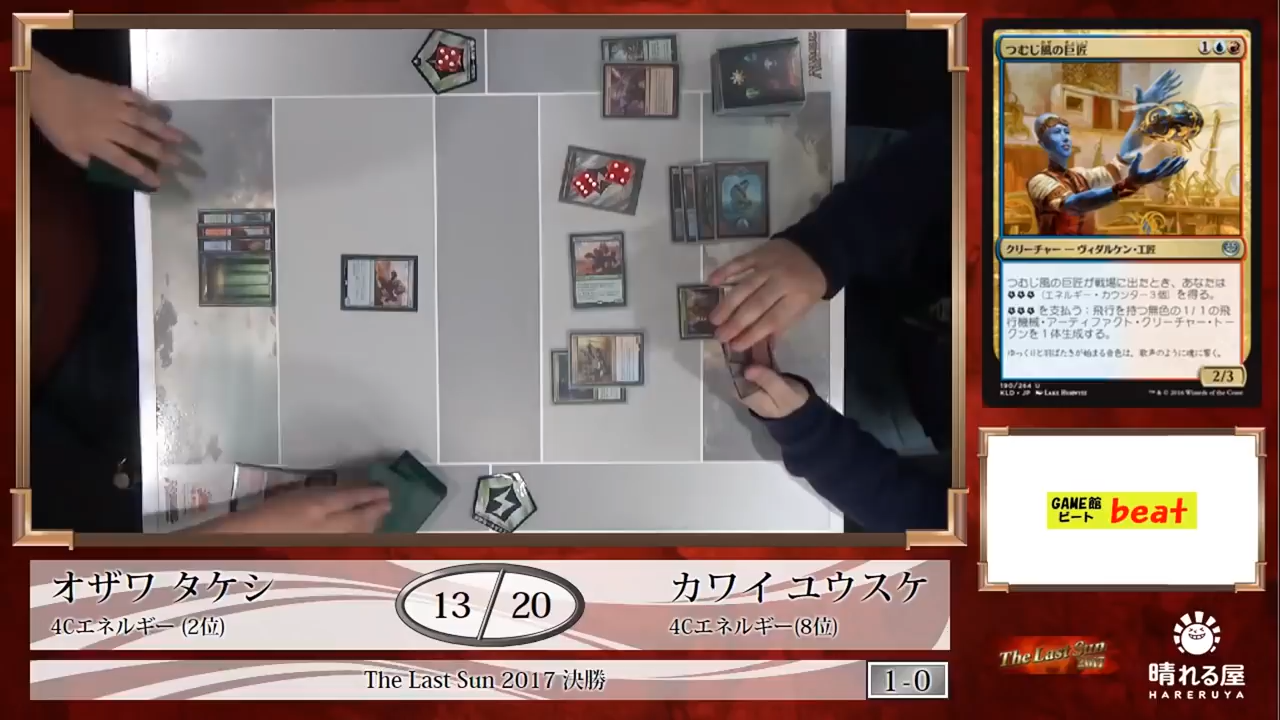 つむじ風の巨匠
1
クリーチャー ― ヴィダルケン・工匠
つむじ風の巨匠が戦場に出たとき、あなたは
(エネルギー・カウンター3個)を得る。
を支払う:飛行を持つ無色の1/1の飛
行機械・アーティファクト・クリーチャー・トー
クンを1体生成する。
2/3
190/264 U
KLD・JP
GAME館
ビート
beat
オザワ タケシ
4Cエネルギー (2位)
13/20
カワイ ユウスケ
4Cエネルギー(8位)
The Last Sun 2017 決勝
1-0
The Last Sun
2017
晴れる屋
HARERUYA